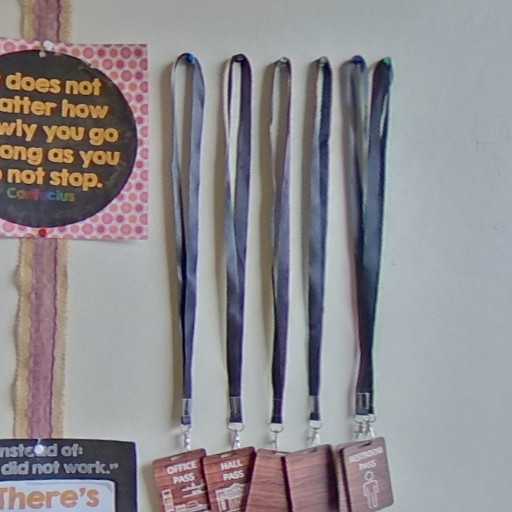 does not
atter how
wly you go
ong as you
not stop.
Confucius
nstead of:
did not work."
There's
OFFICE
PASS
HALL
PASS
RESTROOM
PASS